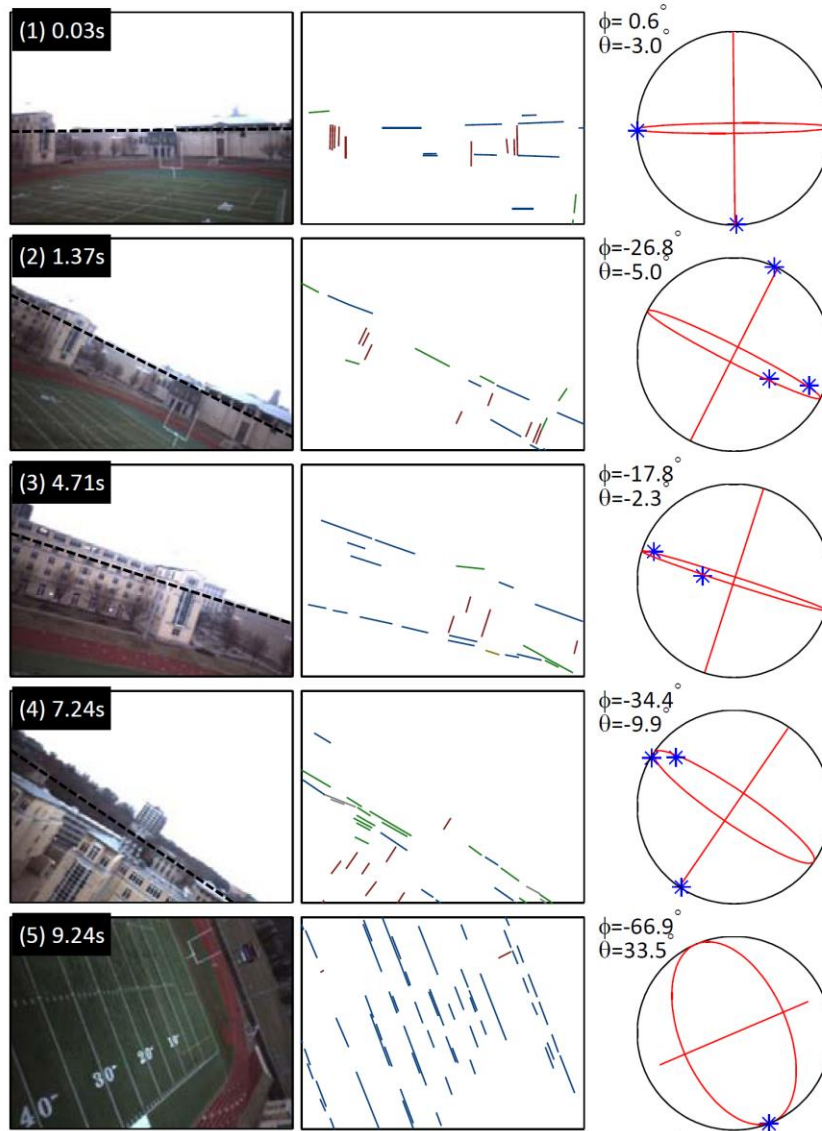 (1) 0.03s
ϕ= 0.6°
θ=-3.0°
(2) 1.37s
ϕ=-26.8°
θ=-5.0°
(3) 4.71s
ϕ=-17.8°
θ=-2.3°
(4) 7.24s
ϕ=-34.4°
θ=-9.9°
(5) 9.24s
ϕ=-66.9°
θ=33.5°
40- 30- 20- 10-